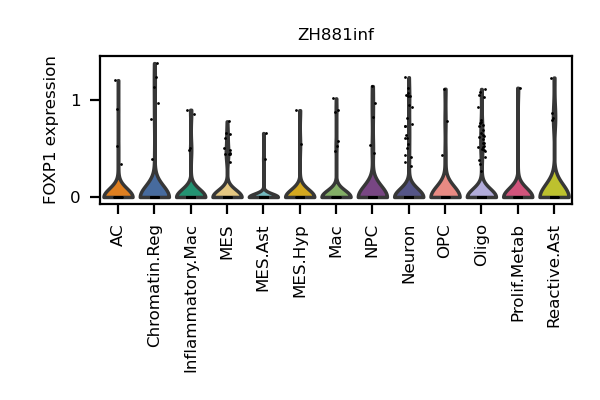 ZH881inf
FOXP1 expression
1
0
AC
Chromatin.Reg
Inflammatory.Mac
MES
MES.Ast
MES.Hyp
Mac
NPC
Neuron
OPC
Oligo
Prolif.Metab
Reactive.Ast